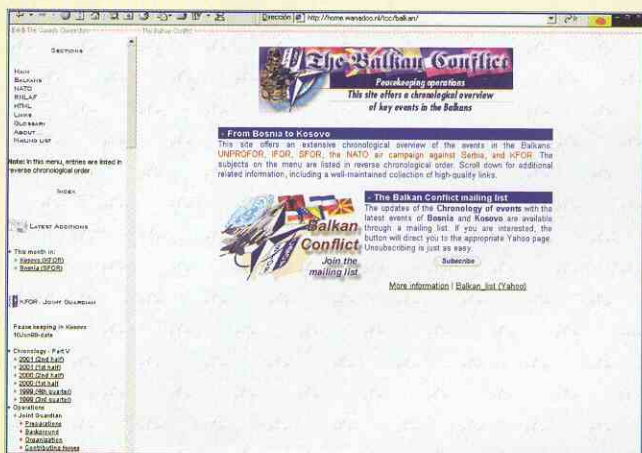 Dirección http://home.wanadoo.nl/tcc/balkan/
The Balkan Conflict
SECTIONS
MAIN
BALKANS
NATO
RNLAF
HTML
LINKS
GLOSSARY
ABOUT...
MAILING LIST
Note: In this menu, entries are listed in
reverse chronological order.
INDEX
LATEST ADDITIONS
This month in:
Kosovo (KFOR)
Bosnia (SFOR)
KFOR - JOINT GUARDIAN
Peace keeping in Kosovo
10Jun99-date
Chronology - Part V
2001 (2nd half)
2001 (1st half)
2000 (2nd half)
2000 (1st half)
1999 (4th quarter)
1999 (3rd quarter)
Operations
Joint Guardian
Preparations
Background
Organisation
Contributing forces
The Balkan Conflict
Peacekeeping operations
This site offers a chronological overview
of key events in the Balkans
- From Bosnia to Kosovo
This site offers an extensive chronological overview of the events in the Balkans:
UNPROFOR, IFOR, SFOR, the NATO air campaign against Serbia, and KFOR. The
subjects on the menu are listed in reverse chronological order. Scroll down for additional
related information, including a well-maintained collection of high-quality links.
Balkan
Conflict
Join the
mailing list
- The Balkan Conflict mailing list
The updates of the Chronology of events with the
latest events of Bosnia and Kosovo are available
through a mailing list. If you are interested, the
button will direct you to the appropriate Yahoo page.
Unsubscribing is just as easy.
Subscribe
More information | Balkan_list (Yahoo)